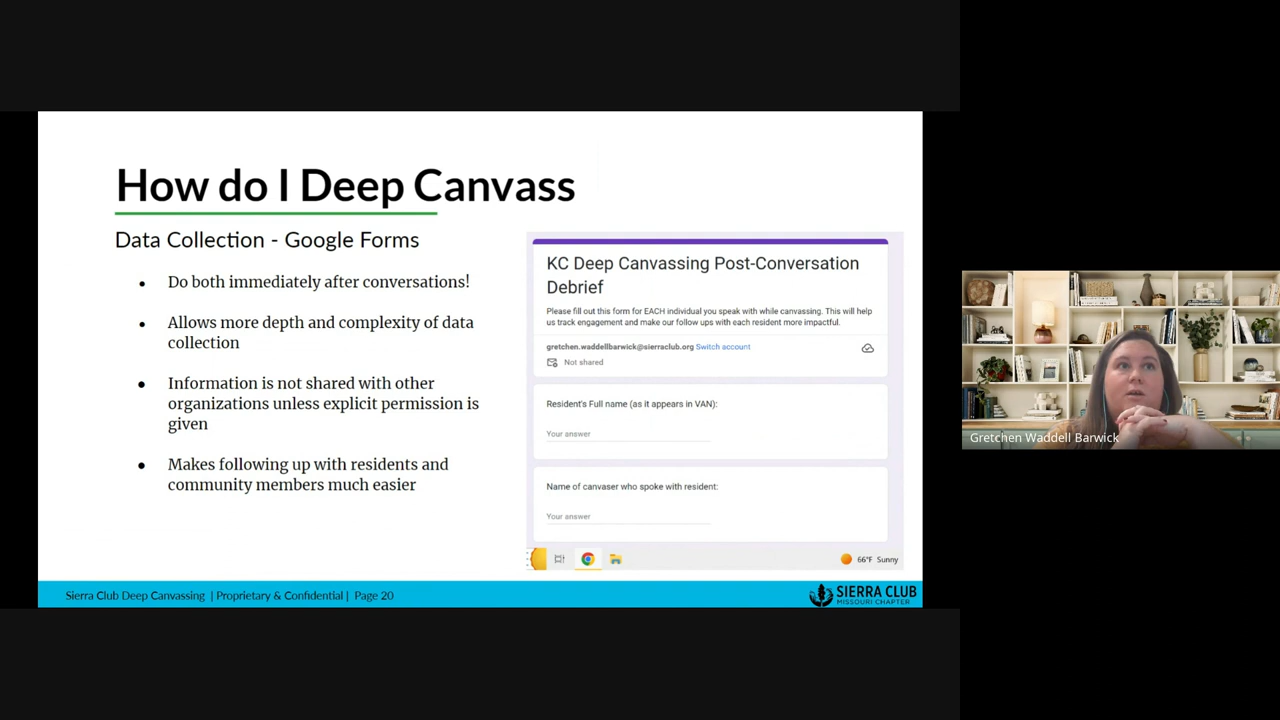 How do I Deep Canvass
Data Collection - Google Forms
Do both immediately after conversations!
Allows more depth and complexity of data
collection
Information is not shared with other
organizations unless explicit permission is
given
Makes following up with residents and
community members much easier
KC Deep Canvassing Post-Conversation
Debrief
Please fill out this form for EACH individual you speak with while canvassing. This will help
us track engagement and make our follow ups with each resident more impactful.
gretchen.waddellbarwick@sierraclub.org Switch account
Not shared
Resident's Full name (as it appears in VAN):
Your answer
Name of canvaser who spoke with resident:
Your answer
66°F Sunny
Sierra Club Deep Canvassing | Proprietary & Confidential | Page 20
SIERRA CLUB
MISSOURI CHAPTER
Gretchen Waddell Barwick